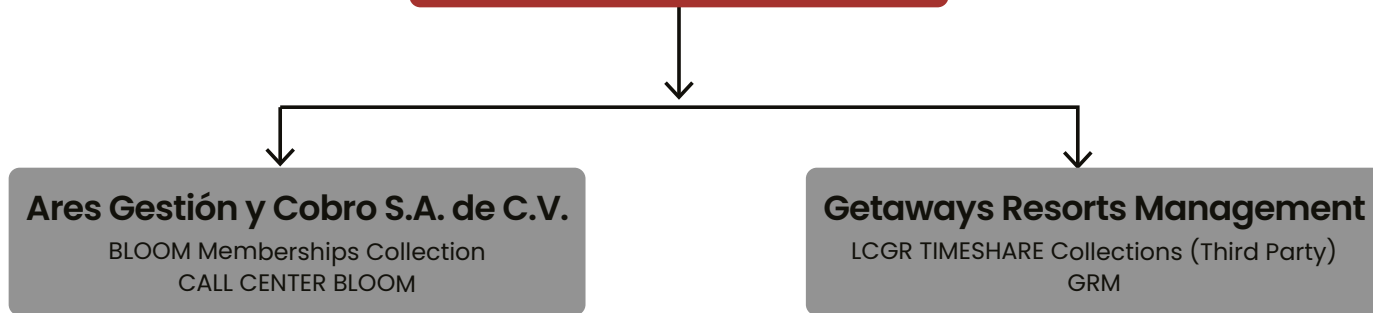 Ares Gestión y Cobro S.A. de C.V.
BLOOM Memberships Collection
CALL CENTER BLOOM
Getaways Resorts Management
LCGR TIMESHARE Collections (Third Party)
GRM